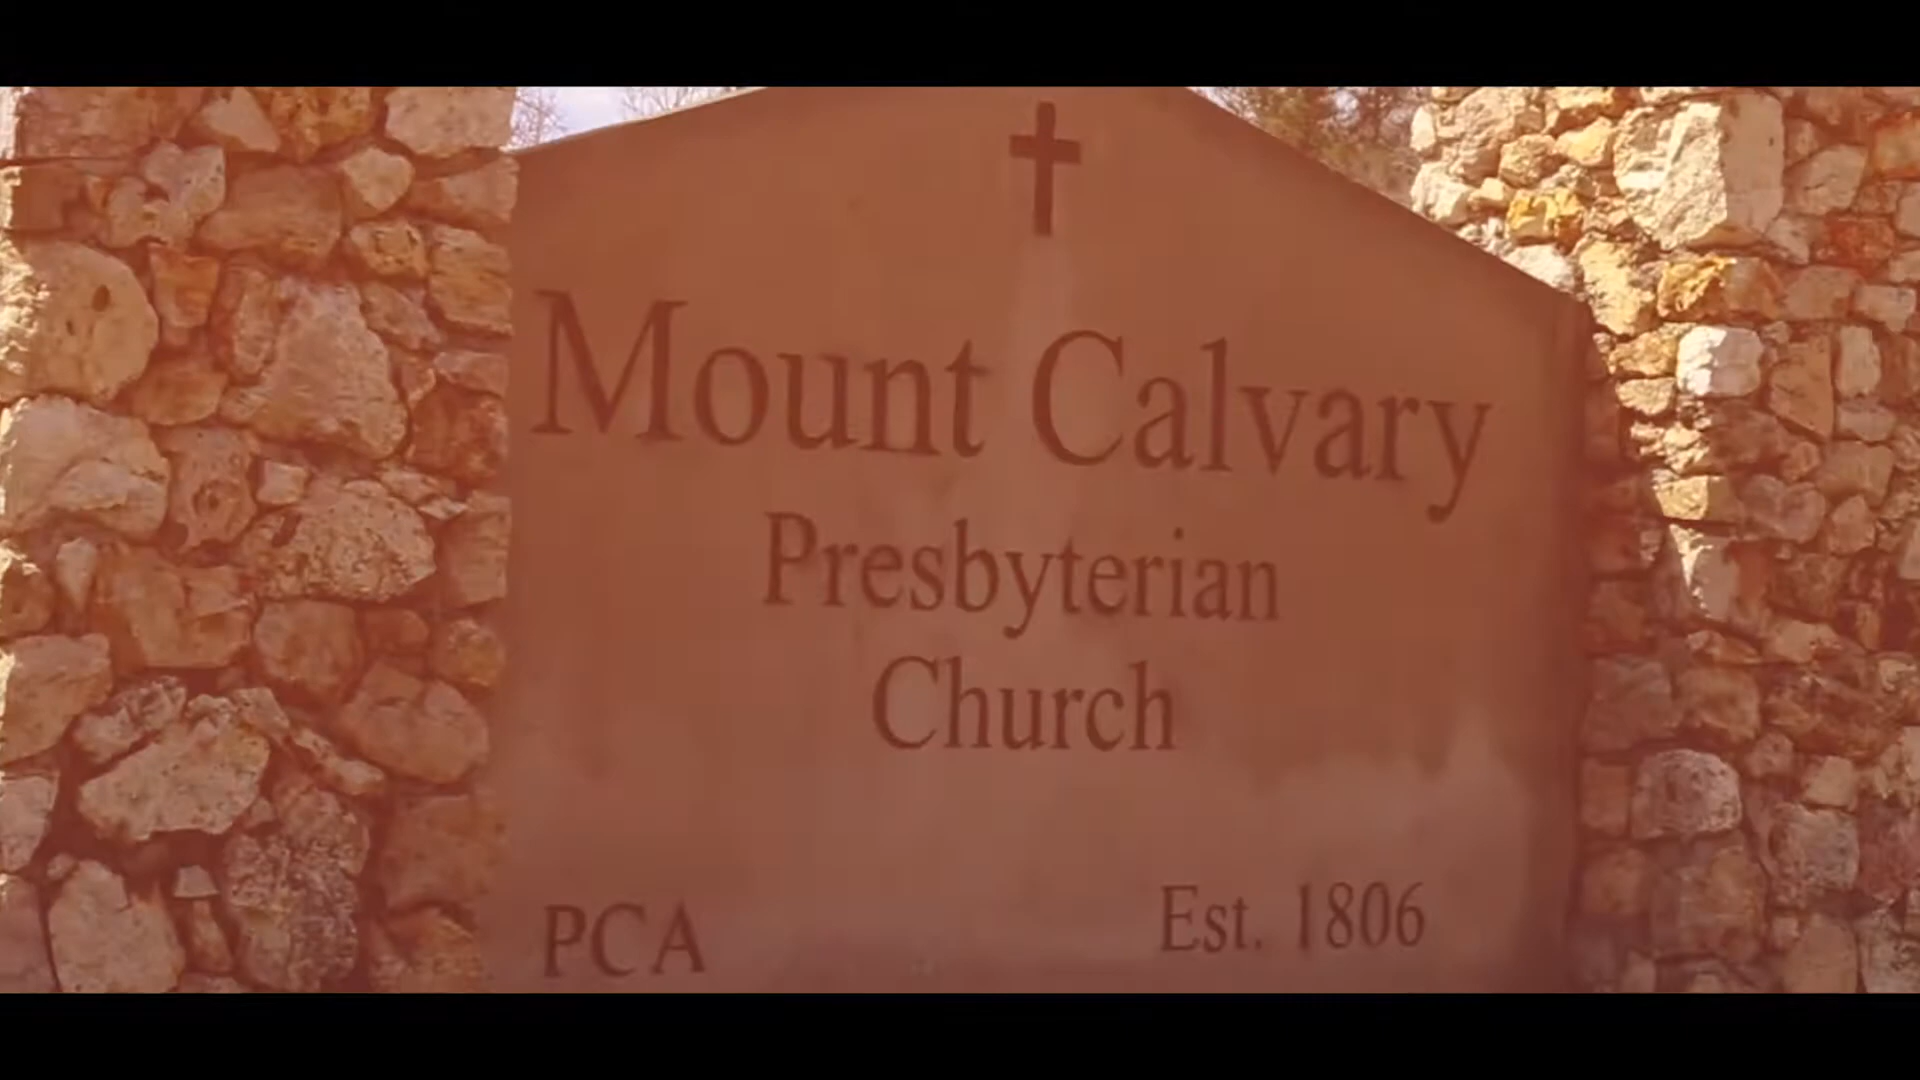 Mount Calvary
Presbyterian
Church
PCA
Est. 1806